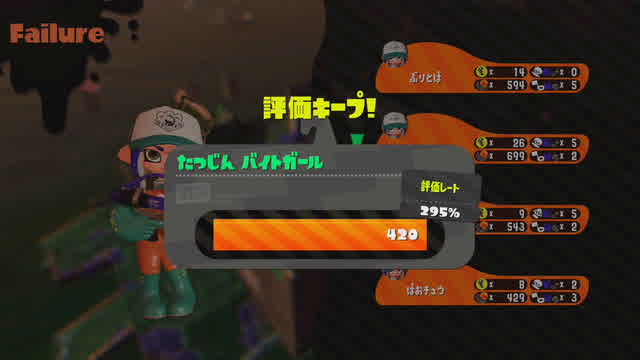 Failure
評価キープ!
たつじん バイトガール
評価レート
295%
420
ぷりとは
x 14 x 0
x 594 x 5
x 26 x 5
x 699 x 2
x 9 x 5
x 543 x 2
はおチュウ
x 8 x 2
x 429 x 3